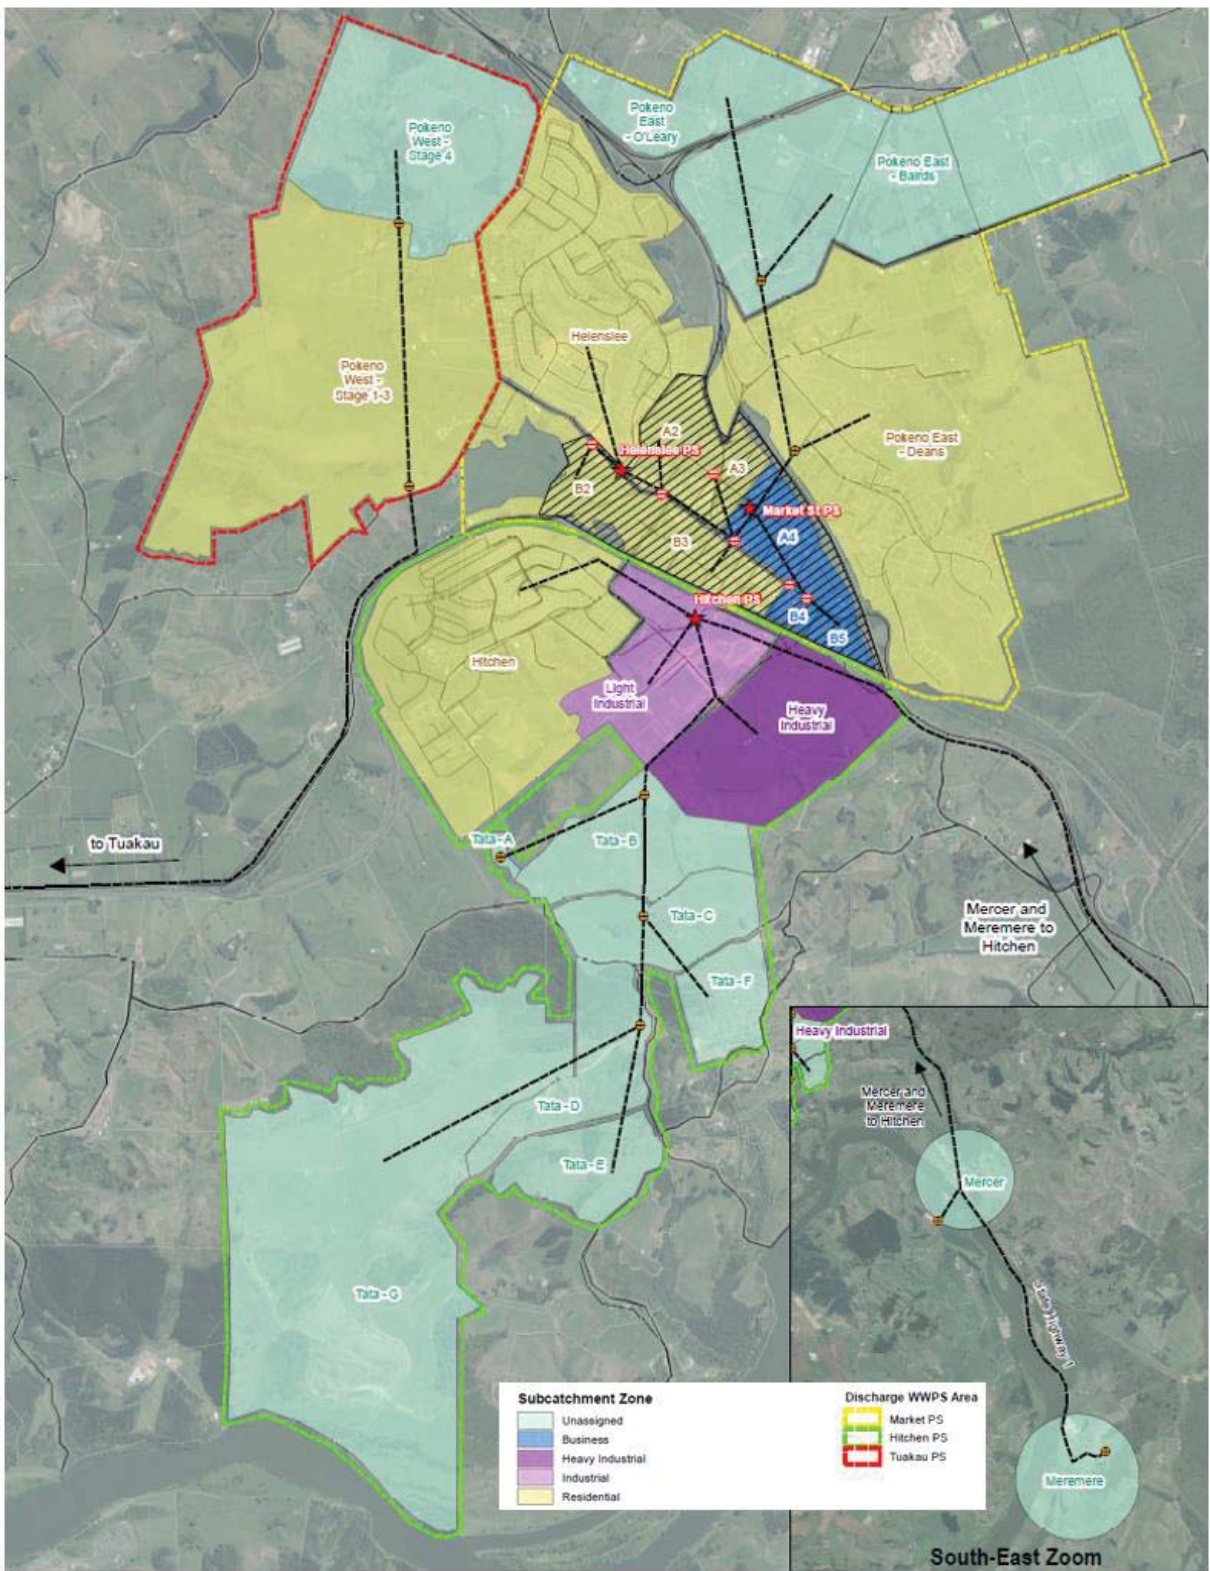 Pokeno
West -
Stage 4
Pokeno
East
- O'Leary
Pokeno East
- Bairds
Helenslee
Pokeno
West -
Stage 1-3
A2
Helenslee PS
A3
Pokeno East
- Deans
B2
Market St PS
B3
A4
Hitchen PS
B4
B5
Hitchen
Light
Industrial
Heavy
Industrial
to Tuakau
Tata - A
Tata - B
Tata - C
Mercer and
Meremere to
Hitchen
Tata - F
Heavy Industrial
Mercer and
Meremere
to Hitchen
Tata - D
Tata - E
Mercer
Tata - G
State Highway 1
Meremere
South-East Zoom
Subcatchment Zone
Unassigned
Business
Heavy Industrial
Industrial
Residential
Discharge WWPS Area
Market PS
Hitchen PS
Tuakau PS